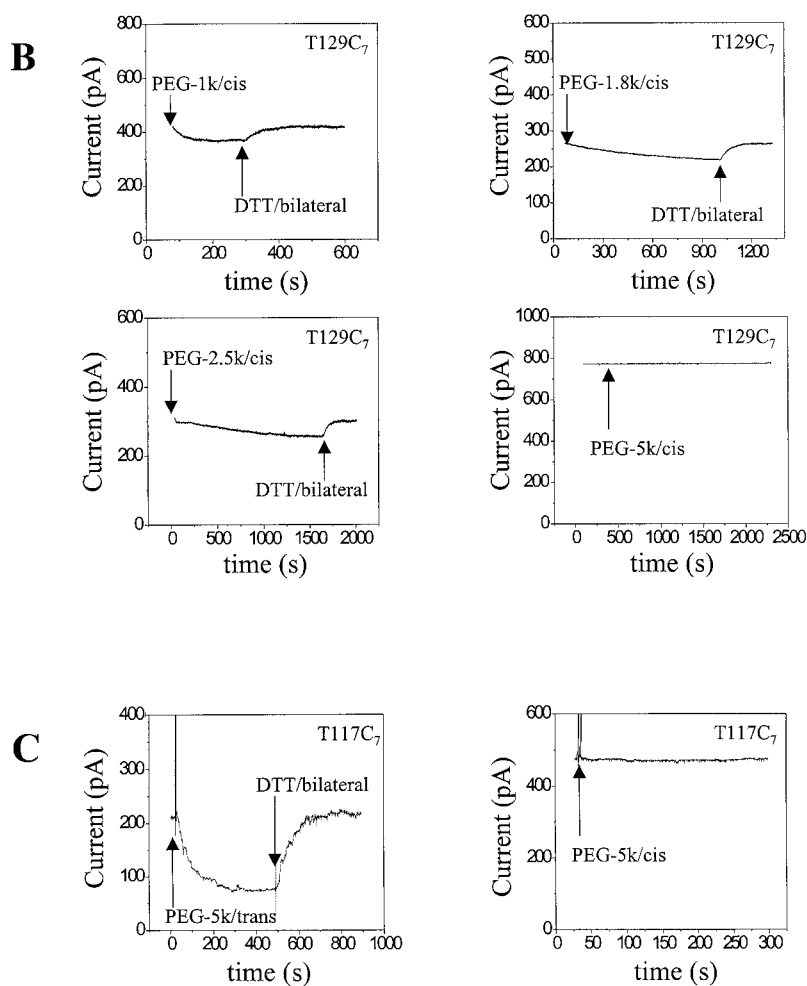 B
T129C7
PEG-1k/cis
DTT/bilateral
Current (pA)
0
200
400
600
800
0 200 400 600
time (s)
T129C7
PEG-1.8k/cis
DTT/bilateral
Current (pA)
0
100
200
300
400
500
600
0 300 600 900 1200
time (s)
T129C7
PEG-2.5k/cis
DTT/bilateral
Current (pA)
0
200
400
600
0 500 1000 1500 2000
time (s)
T129C7
PEG-5k/cis
Current (pA)
0
200
400
600
800
1000
0 500 1000 1500 2000 2500
time (s)
C
T117C7
DTT/bilateral
PEG-5k/trans
Current (pA)
0
100
200
300
400
0 200 400 600 800 1000
time (s)
T117C7
PEG-5k/cis
Current (pA)
0
200
400
600
0 50 100 150 200 250 300
time (s)